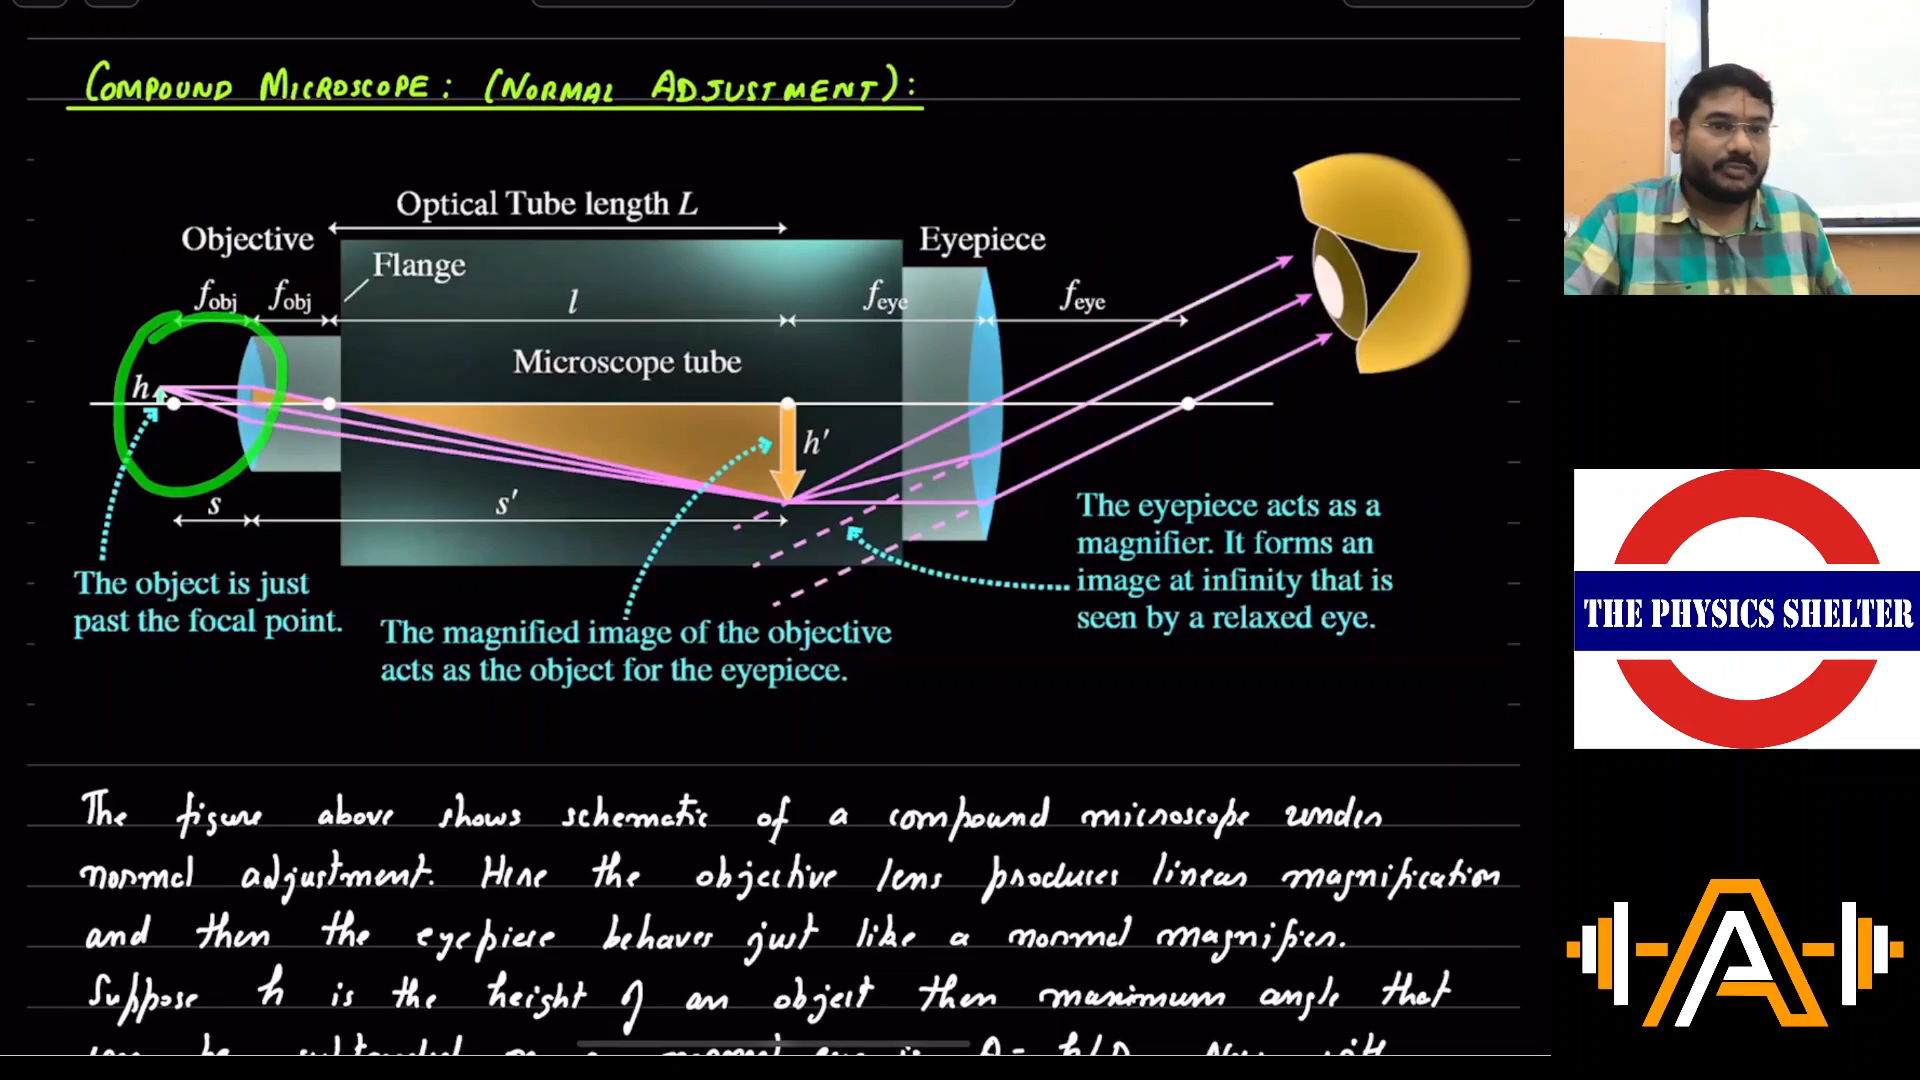 COMPOUND MICROSCOPE: (NORMAL ADJUSTMENT):
Optical Tube length L
Objective
Eyepiece
Flange
fobj fobj
l
feye
feye
Microscope tube
h
h′
s
s′
The object is just
past the focal point.
The magnified image of the objective
acts as the object for the eyepiece.
The eyepiece acts as a
magnifier. It forms an
image at infinity that is
seen by a relaxed eye.
The figure above shows schematic of a compound microscope under
normal adjustment. Here the objective lens produces linear magnification
and then the eyepiece behaves just like a normal magnifier.
Suppose h is the height of an object then maximum angle that
THE PHYSICS SHELTER